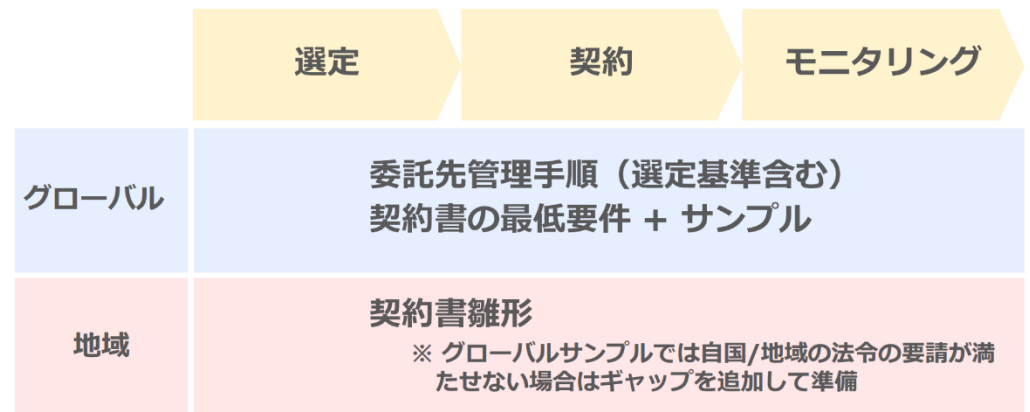 選定
契約
モニタリング
グローバル
委託先管理手順（選定基準含む）
契約書の最低要件 + サンプル
地域
契約書雛形
※ グローバルサンプルでは自国/地域の法令の要請が満
たせない場合はギャップを追加して準備